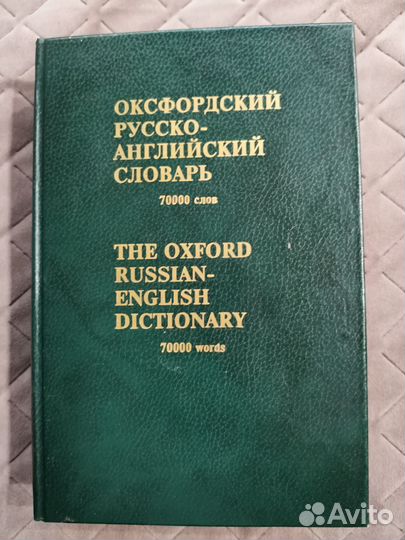 ОКСФОРДСКИЙ
РУССКО-
АНГЛИЙСКИЙ
СЛОВАРЬ
70000 слов
THE OXFORD
RUSSIAN-
ENGLISH
DICTIONARY
70000 words
Avito